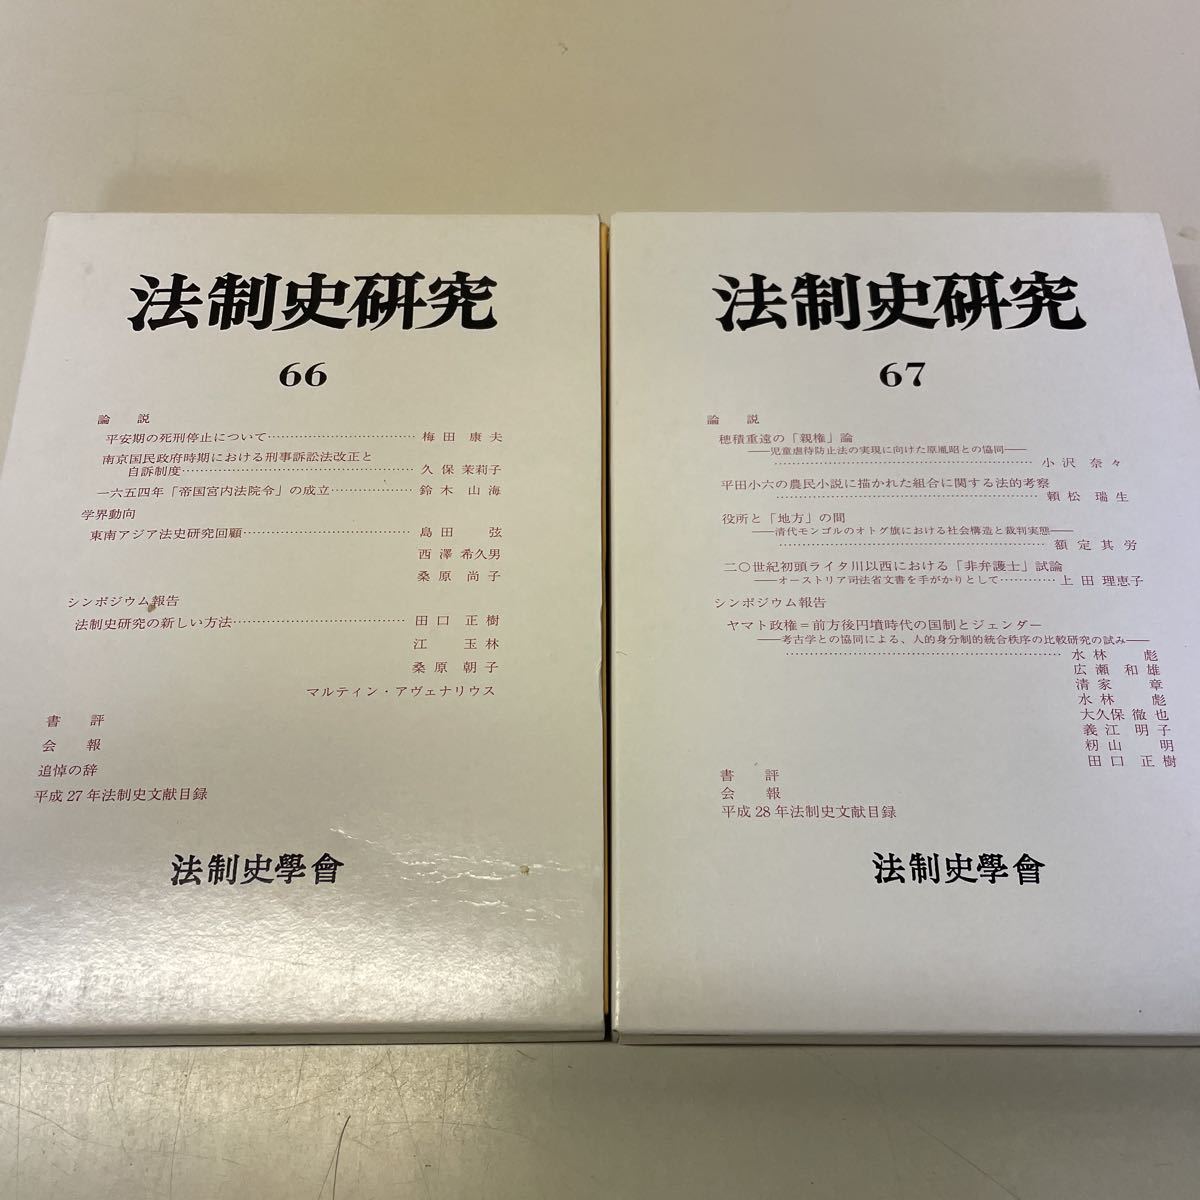 法制史研究
66
論 説
平安期の死刑停止について……………………………梅田 康夫
南京国民政府時期における刑事訴訟法改正と
自訴制度……………………………………………久保 茉莉子
一六五四年「帝国宮内法院令」の成立………………鈴木 山海
学界動向
東南アジア法史研究回顧…………………………………島田 弦
西澤 希久男
桑原 尚子
シンポジウム報告
法制史研究の新しい方法…………………………………田口 正樹
江 玉林
桑原 朝子
マルティン・アヴェナリウス
書 評
会 報
追悼の辞
平成27年法制史文献目録
法制史學會
法制史研究
67
論 説
穂積重遠の「親権」論
――児童虐待防止法の実現に向けた原胤昭との協同――
……………………………………………小沢 奈々
平田小六の農民小説に描かれた組合に関する法的考察
……………………………………………頼松 瑞生
役所と「地方」の間
――清代モンゴルのオトグ旗における社会構造と裁判実態――
……………………………………………額定其労
二〇世紀初頭ライタ川以西における「非弁護士」試論
――オーストリア司法省文書を手がかりとして…………上田 理恵子
シンポジウム報告
ヤマト政権＝前方後円墳時代の国制とジェンダー
――考古学との協同による、人的身分制的統合秩序の比較研究の試み――
……………………………………………水林 彪
広瀬 和雄
清家 章
水林 彪
大久保 徹也
義江 明子
籾山 明
田口 正樹
書 評
会 報
平成28年法制史文献目録
法制史學會